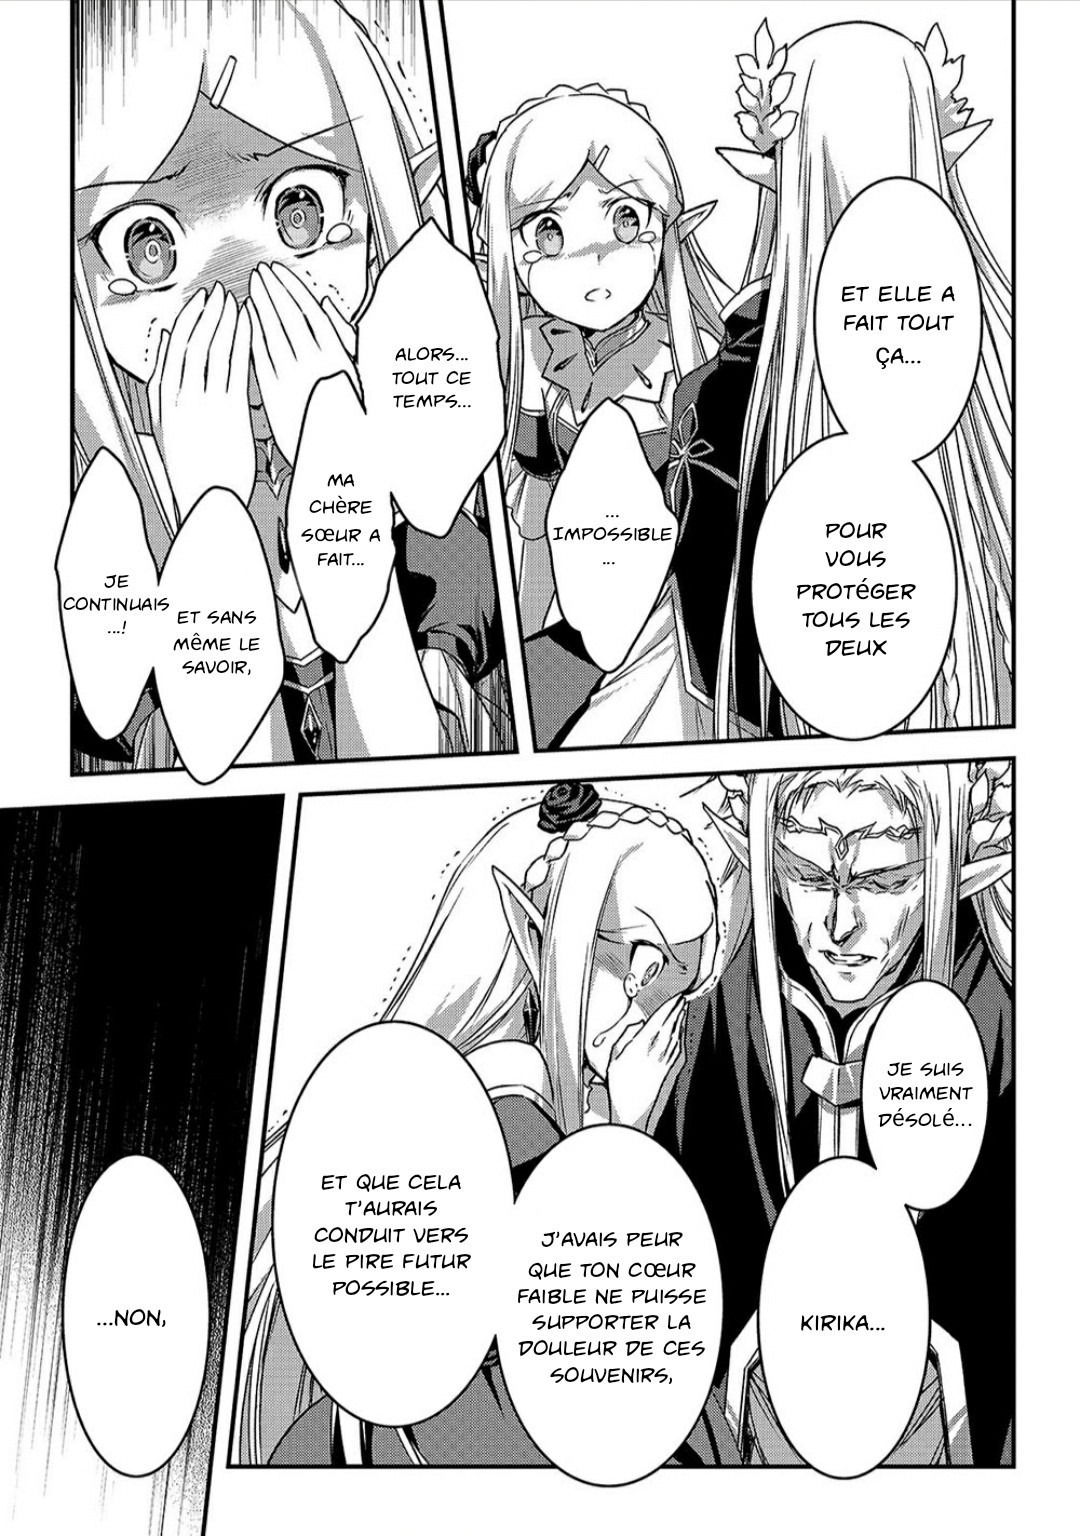 ET ELLE A
FAIT TOUT
ÇA...
POUR
VOUS
PROTÉGER
TOUS LES
DEUX
...
IMPOSSIBLE
...
ALORS...
TOUT CE
TEMPS...
MA
CHÈRE
SŒUR A
FAIT...
ET SANS
MÊME LE
SAVOIR,
JE
CONTINUAIS
...!
JE SUIS
VRAIMENT
DÉSOLÉ...
KIRIKA...
J'AVAIS PEUR
QUE TON CŒUR
FAIBLE NE PUISSE
SUPPORTER LA
DOULEUR DE CES
SOUVENIRS,
ET QUE CELA
T'AURAIS
CONDUIT VERS
LE PIRE FUTUR
POSSIBLE...
...NON,